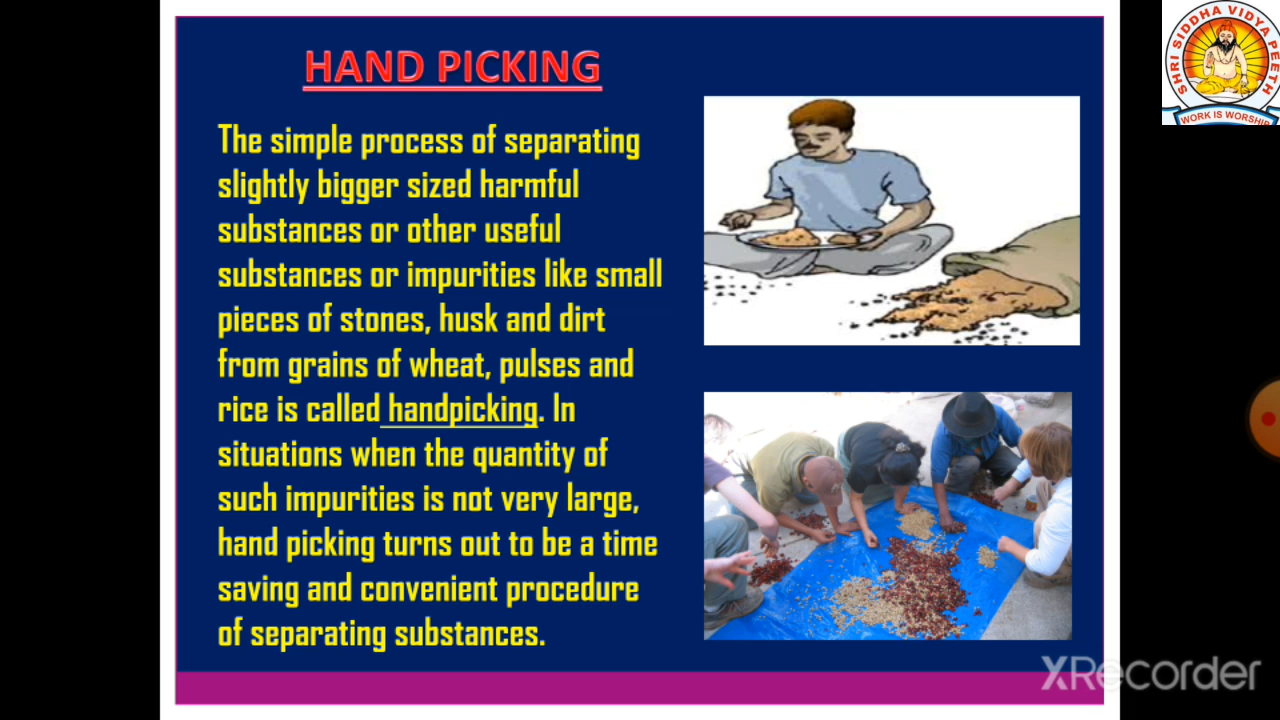 HAND PICKING
The simple process of separating
slightly bigger sized harmful
substances or other useful
substances or impurities like small
pieces of stones, husk and dirt
from grains of wheat, pulses and
rice is called handpicking. In
situations when the quantity of
such impurities is not very large,
hand picking turns out to be a time
saving and convenient procedure
of separating substances.
SHRI SIDDHA VIDYA PEETH
WORK IS WORSHIP
XRecorder